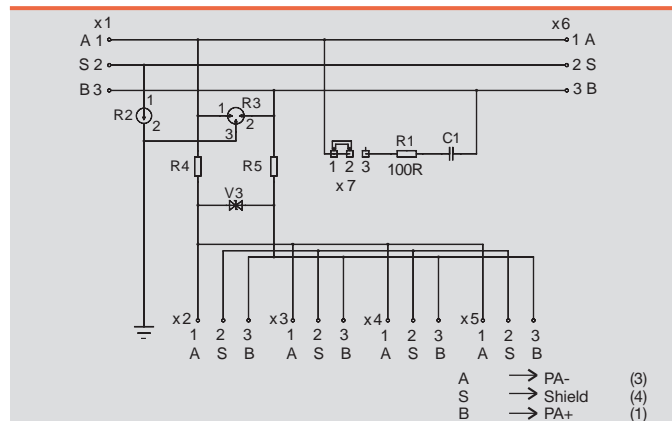 x1 x6
A 1 1 A
S 2 2 S
B 3 3 B
1 R3
R2 1 2
2 3
R1 C1
R4 R5
1 2 3 100R
x7
V3
x2 x3 x4 x5
1 2 3 1 2 3 1 2 3 1 2 3
A S B A S B A S B A S B
A PA- (3)
S Shield (4)
B PA+ (1)